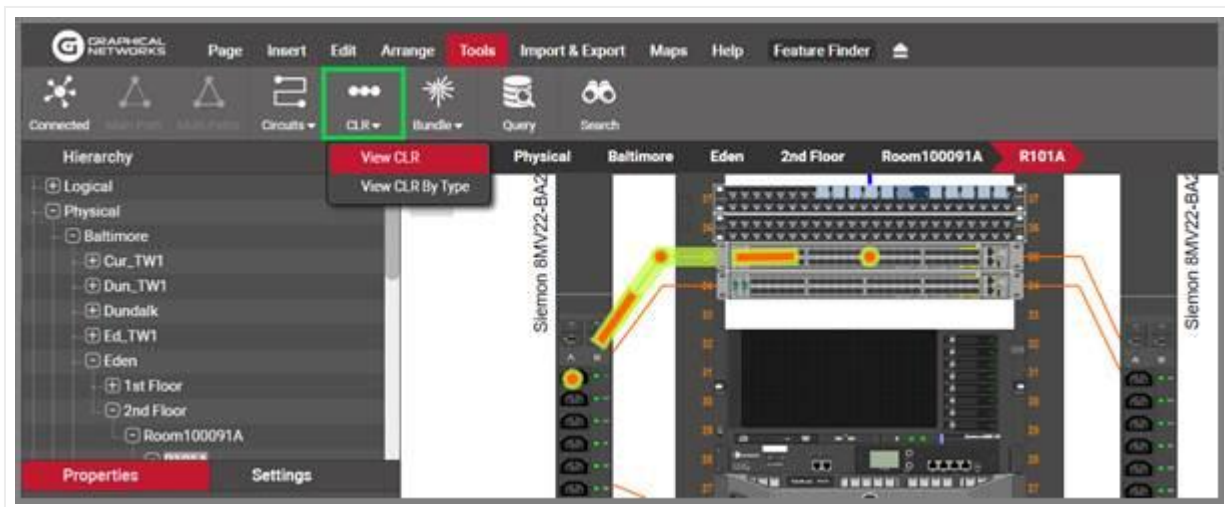 GRAPHICAL NETWORKS
Page Insert Edit Arrange Tools Import & Export Maps Help Feature Finder
Connected Circuits CLR Bundle Query Search
Hierarchy
View CLR
View CLR By Type
Physical Baltimore Eden 2nd Floor Room100091A R101A
Logical
Physical
Baltimore
Cur_TW1
Dun_TW1
Dundalk
Ed_TW1
Eden
1st Floor
2nd Floor
Room100091A
R101A
Properties Settings
Siemon 8MV22-BA2
Siemon 8MV22-BA2
A B
A B